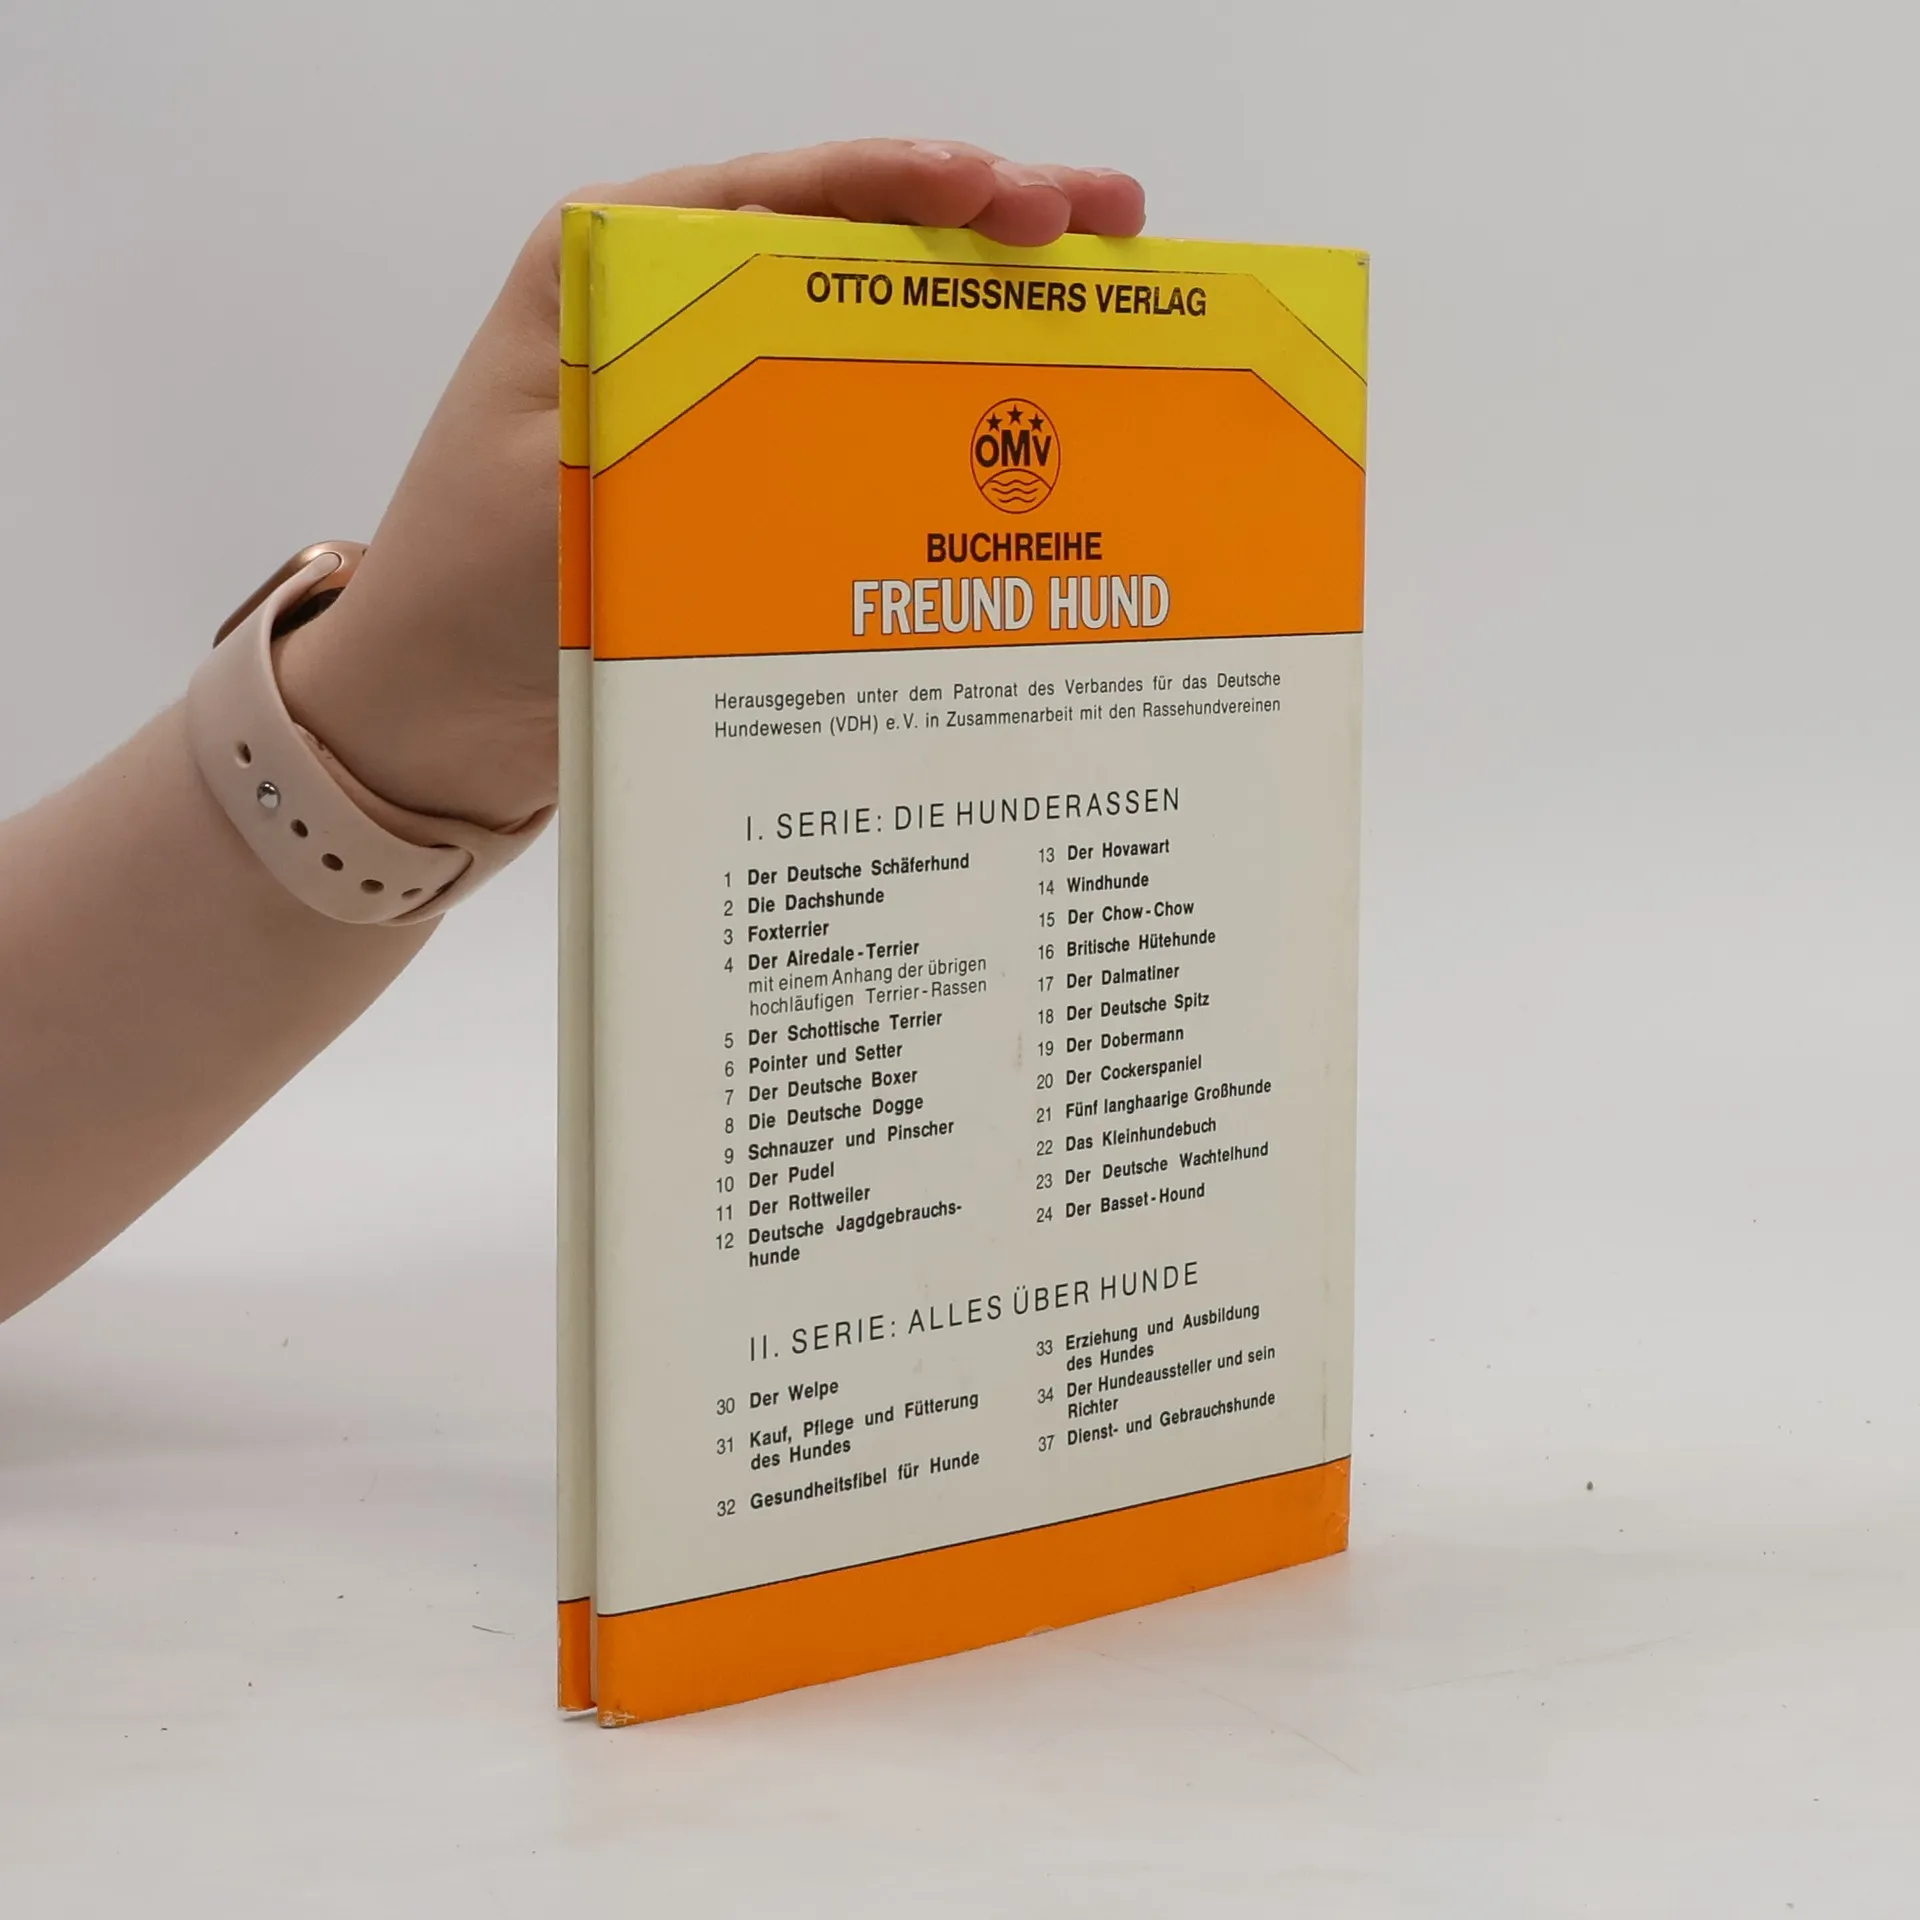 OTTO MEISSNERS VERLAG
OMV
BUCHREIHE
FREUND HUND
Herausgegeben unter dem Patronat des Verbandes für das Deutsche
Hundewesen (VDH) e.V. in Zusammenarbeit mit den Rassehundvereinen
I. SERIE: DIE HUNDERASSEN
1 Der Deutsche Schäferhund
2 Die Dachshunde
3 Foxterrier
4 Der Airedale-Terrier
mit einem Anhang der übrigen
hochläufigen Terrier-Rassen
5 Der Schottische Terrier
6 Pointer und Setter
7 Der Deutsche Boxer
8 Die Deutsche Dogge
9 Schnauzer und Pinscher
10 Der Pudel
11 Der Rottweiler
12 Deutsche Jagdgebrauchs-
hunde
13 Der Hovawart
14 Windhunde
15 Der Chow-Chow
16 Britische Hütehunde
17 Der Dalmatiner
18 Der Deutsche Spitz
19 Der Dobermann
20 Der Cockerspaniel
21 Fünf langhaarige Großhunde
22 Das Kleinhundebuch
23 Der Deutsche Wachtelhund
24 Der Basset-Hound
II. SERIE: ALLES ÜBER HUNDE
30 Der Welpe
31 Kauf, Pflege und Fütterung
des Hundes
32 Gesundheitsfibel für Hunde
33 Erziehung und Ausbildung
des Hundes
34 Der Hundeaussteller und sein
Richter
37 Dienst- und Gebrauchshunde